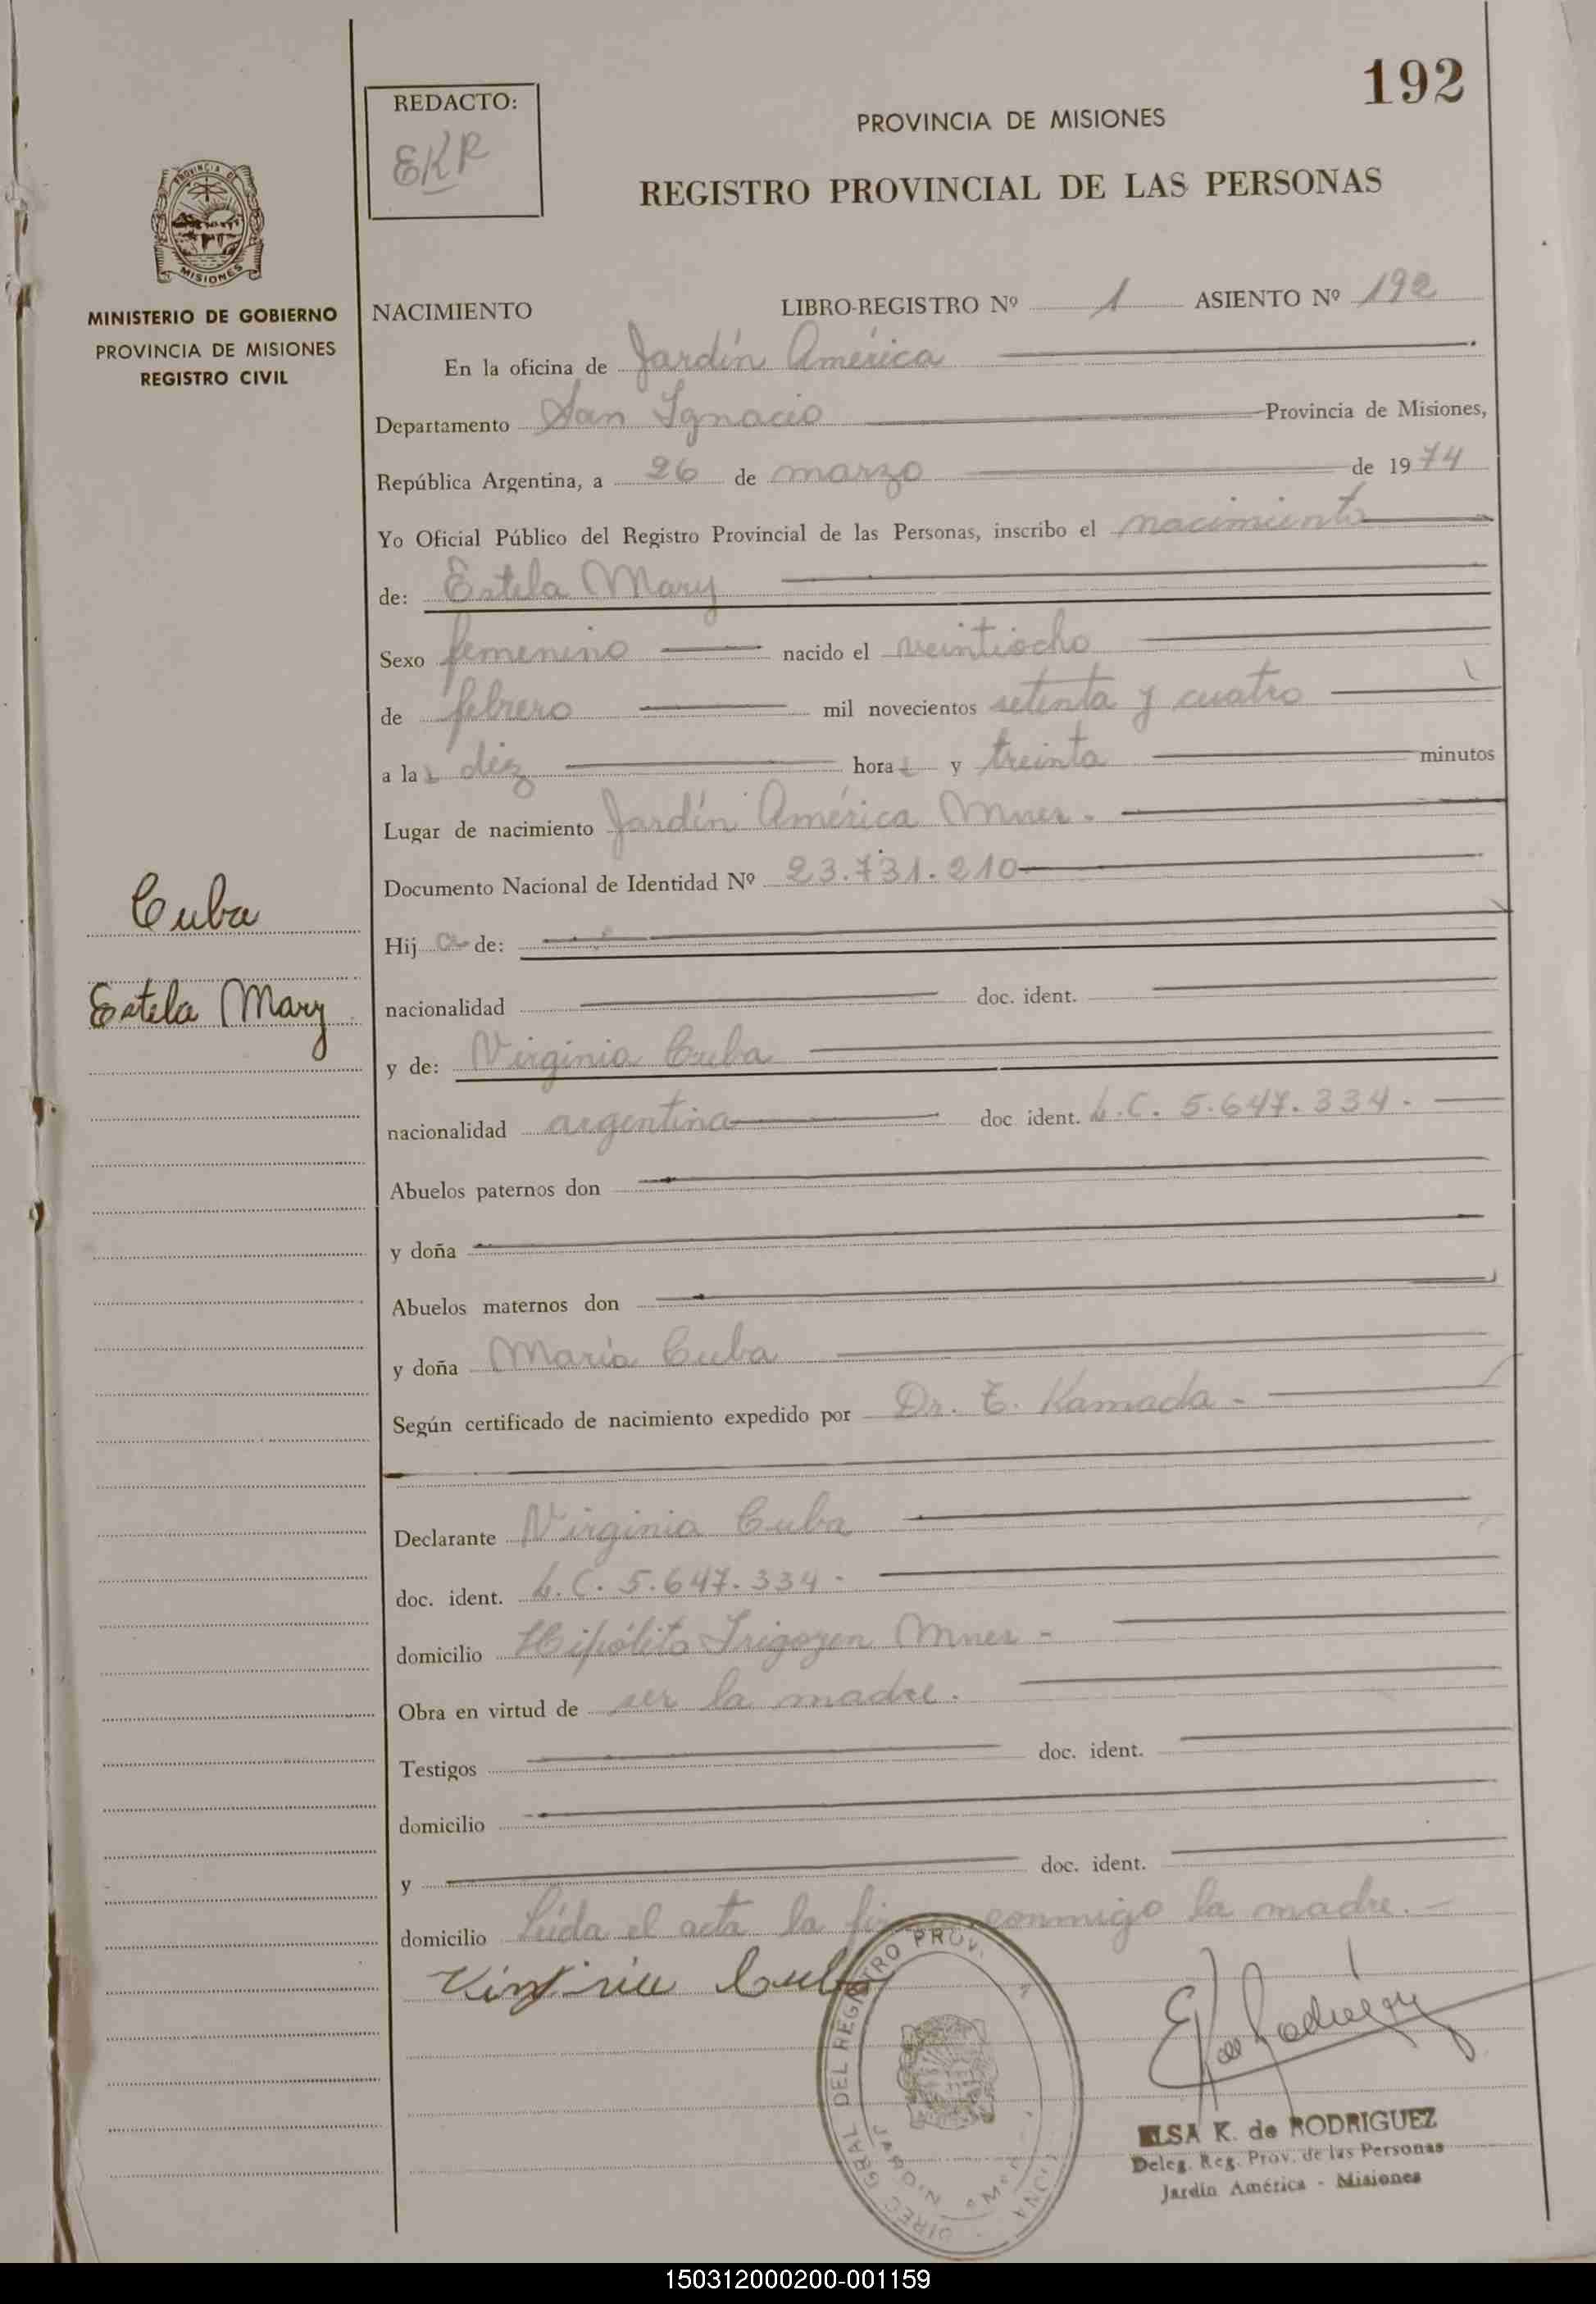 192
REDACTO:
EKR
PROVINCIA DE MISIONES
REGISTRO PROVINCIAL DE LAS PERSONAS
PROVINCIA DE
MISIONES
MINISTERIO DE GOBIERNO
PROVINCIA DE MISIONES
REGISTRO CIVIL
NACIMIENTO LIBRO-REGISTRO Nº 1 ASIENTO Nº 192
En la oficina de Jardín América
Departamento San Ignacio Provincia de Misiones,
República Argentina, a 26 de marzo de 1974
Yo Oficial Público del Registro Provincial de las Personas, inscribo el nacimiento
de: Estela Mary
Sexo femenino nacido el veintiocho
de febrero mil novecientos setenta y cuatro
a las diez horas y treinta minutos
Lugar de nacimiento Jardín América Mnes.
Documento Nacional de Identidad Nº 23.731.210
Cuba
Estela Mary
Hija de:
nacionalidad doc. ident.
y de: Virginia Cuba
nacionalidad argentina doc ident. L.C. 5.647.334.
Abuelos paternos don
y doña
Abuelos maternos don
y doña María Cuba
Según certificado de nacimiento expedido por Dr. E. Kamada -
Declarante Virginia Cuba
doc. ident. L.C. 5.647.334 -
domicilio Hipólito Irigoyen Mnes -
Obra en virtud de ser la madre.
Testigos doc. ident.
domicilio
y doc. ident.
domicilio Leída el acta la conmigo la madre. -
Virginia Cuba
DIREC. GRAL. DEL REGISTRO PROV.
JARDIN
ELSA K. de RODRIGUEZ
Deleg. Reg. Prov. de las Personas
Jardín América - Misiones
150312000200-001159